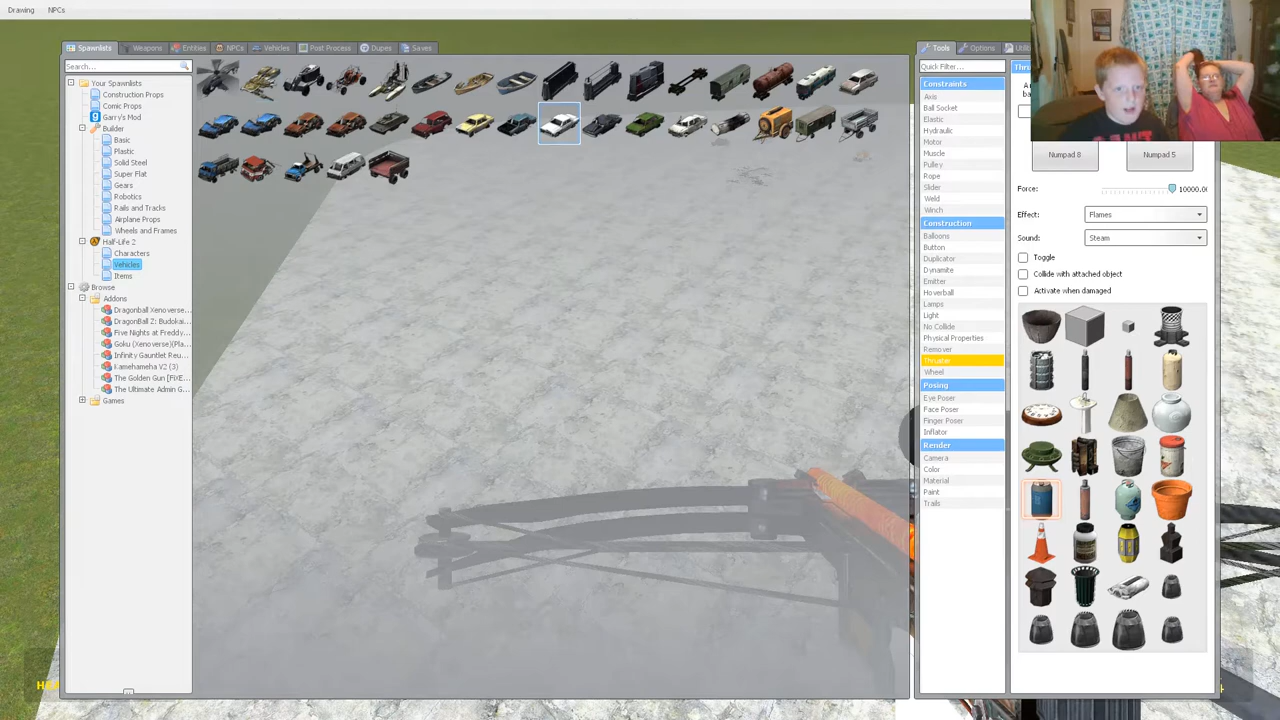 Drawing NPCs
Spawnlists Weapons Entities NPCs Vehicles Post Process Dupes Saves
Search...
Your Spawnlists
Construction Props
Comic Props
Garry's Mod
Builder
Basic
Plastic
Solid Steel
Super Flat
Gears
Robotics
Rails and Tracks
Airplane Props
Wheels and Frames
Half-Life 2
Characters
Vehicles
Items
Browse
Addons
Dragonball Xenoverse...
DragonBall Z: Budokai...
Five Nights at Freddy...
Goku (Xenoverse)(Pla...
Infinity Gauntlet Reu...
Kamehameha V2 (3)
The Golden Gun [FIXE...
The Ultimate Admin G...
Games
Tools Options
Quick Filter...
Constraints
Axis
Ball Socket
Elastic
Hydraulic
Motor
Muscle
Pulley
Rope
Slider
Weld
Winch
Construction
Balloons
Button
Duplicator
Dynamite
Emitter
Hoverball
Lamps
Light
No Collide
Physical Properties
Remover
Thruster
Wheel
Posing
Eye Poser
Face Poser
Finger Poser
Inflator
Render
Camera
Color
Material
Paint
Trails
Numpad 8 Numpad 5
Force: 10000.0
Effect: Flames
Sound: Steam
Toggle
Collide with attached object
Activate when damaged